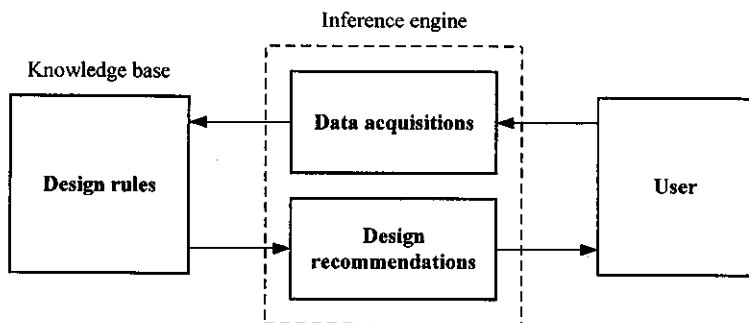 Inference engine
Knowledge base
Data acquisitions
Design rules
User
Design
recommendations